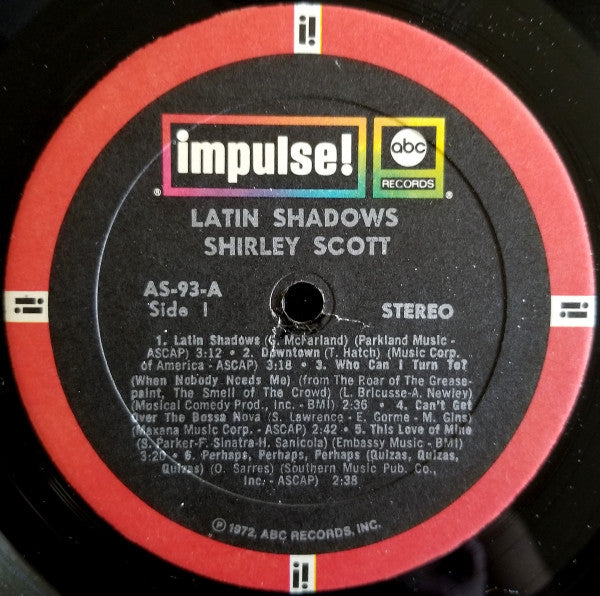 i!
impulse!
abc
RECORDS
® ®
LATIN SHADOWS
SHIRLEY SCOTT
AS-93-A
Side 1
STEREO
1. Latin Shadows (G. McFarland) (Parkland Music -
ASCAP) 3:12 • 2. Downtown (T. Hatch) (Music Corp.
of America - ASCAP) 3:18 • 3. Who Can I Turn To?
(When Nobody Needs Me) (from The Roar of The Grease-
paint, The Smell of The Crowd) (L. Bricusse-A. Newley)
(Musical Comedy Prod., Inc. - BMI) 2:36 • 4. Can't Get
Over The Bossa Nova (S. Lawrence - E. Gorme - M. Gins)
(Maxana Music Corp. - ASCAP) 2:42 • 5. This Love of Mine
(S. Parker-F. Sinatra-H. Sanicola) (Embassy Music - BMI)
3:20 • 6. Perhaps, Perhaps, Perhaps (Quizas, Quizas,
Quizas) (O. Sarres) (Southern Music Pub. Co.,
Inc. - ASCAP) 2:38
℗ 1972, ABC RECORDS, INC.
i!
i!
i!